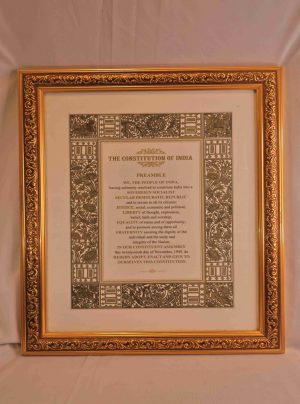 THE CONSTITUTION OF INDIA
PREAMBLE
WE, THE PEOPLE OF INDIA,
having solemnly resolved to constitute India into a
SOVEREIGN SOCIALIST
SECULAR DEMOCRATIC REPUBLIC
and to secure to all its citizens:
JUSTICE, social, economic and political;
LIBERTY of thought, expression,
belief, faith and worship;
EQUALITY of status and of opportunity;
and to promote among them all
FRATERNITY assuring the dignity of the
individual and the unity and
integrity of the Nation;
IN OUR CONSTITUENT ASSEMBLY
this twenty-sixth day of November, 1949, do
HEREBY ADOPT, ENACT AND GIVE TO
OURSELVES THIS CONSTITUTION.